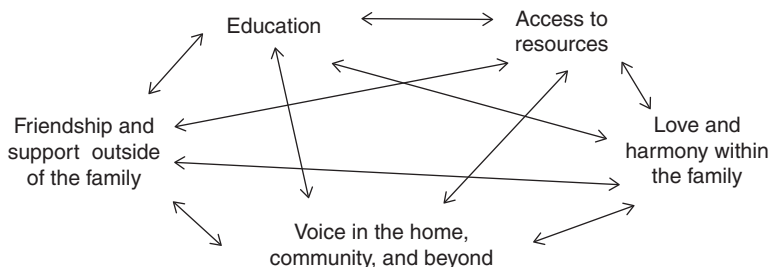 Education
Access to
resources
Friendship and
support outside
of the family
Love and
harmony within
the family
Voice in the home,
community, and beyond